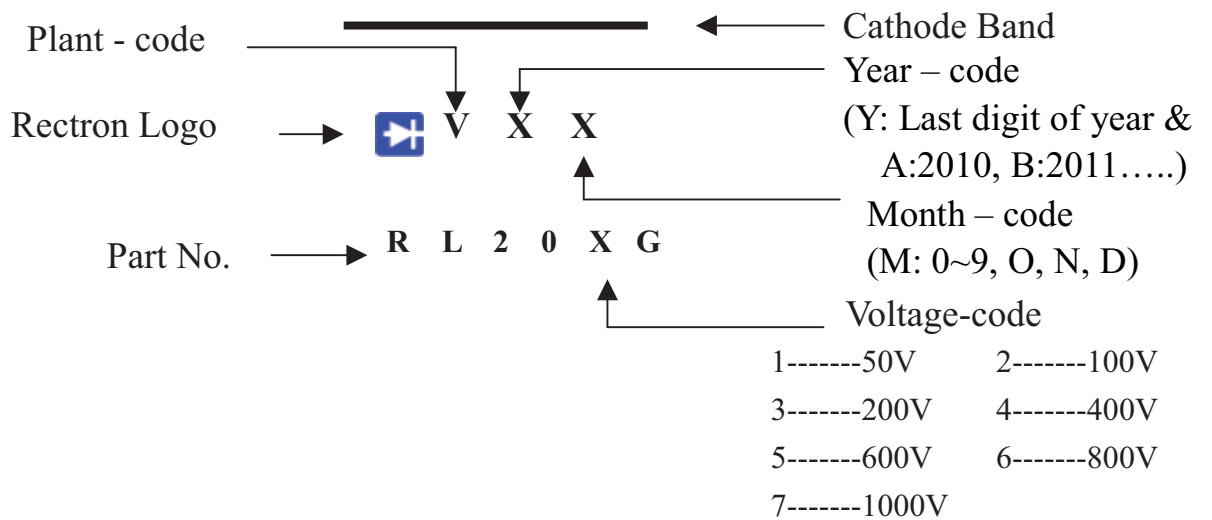 Cathode Band
Plant - code
Year – code
(Y: Last digit of year &
A:2010, B:2011…..)
Rectron Logo
V X X
Month – code
(M: 0~9, O, N, D)
Part No.
R L 2 0 X G
Voltage-code
1-------50V 2-------100V
3-------200V 4-------400V
5-------600V 6-------800V
7-------1000V